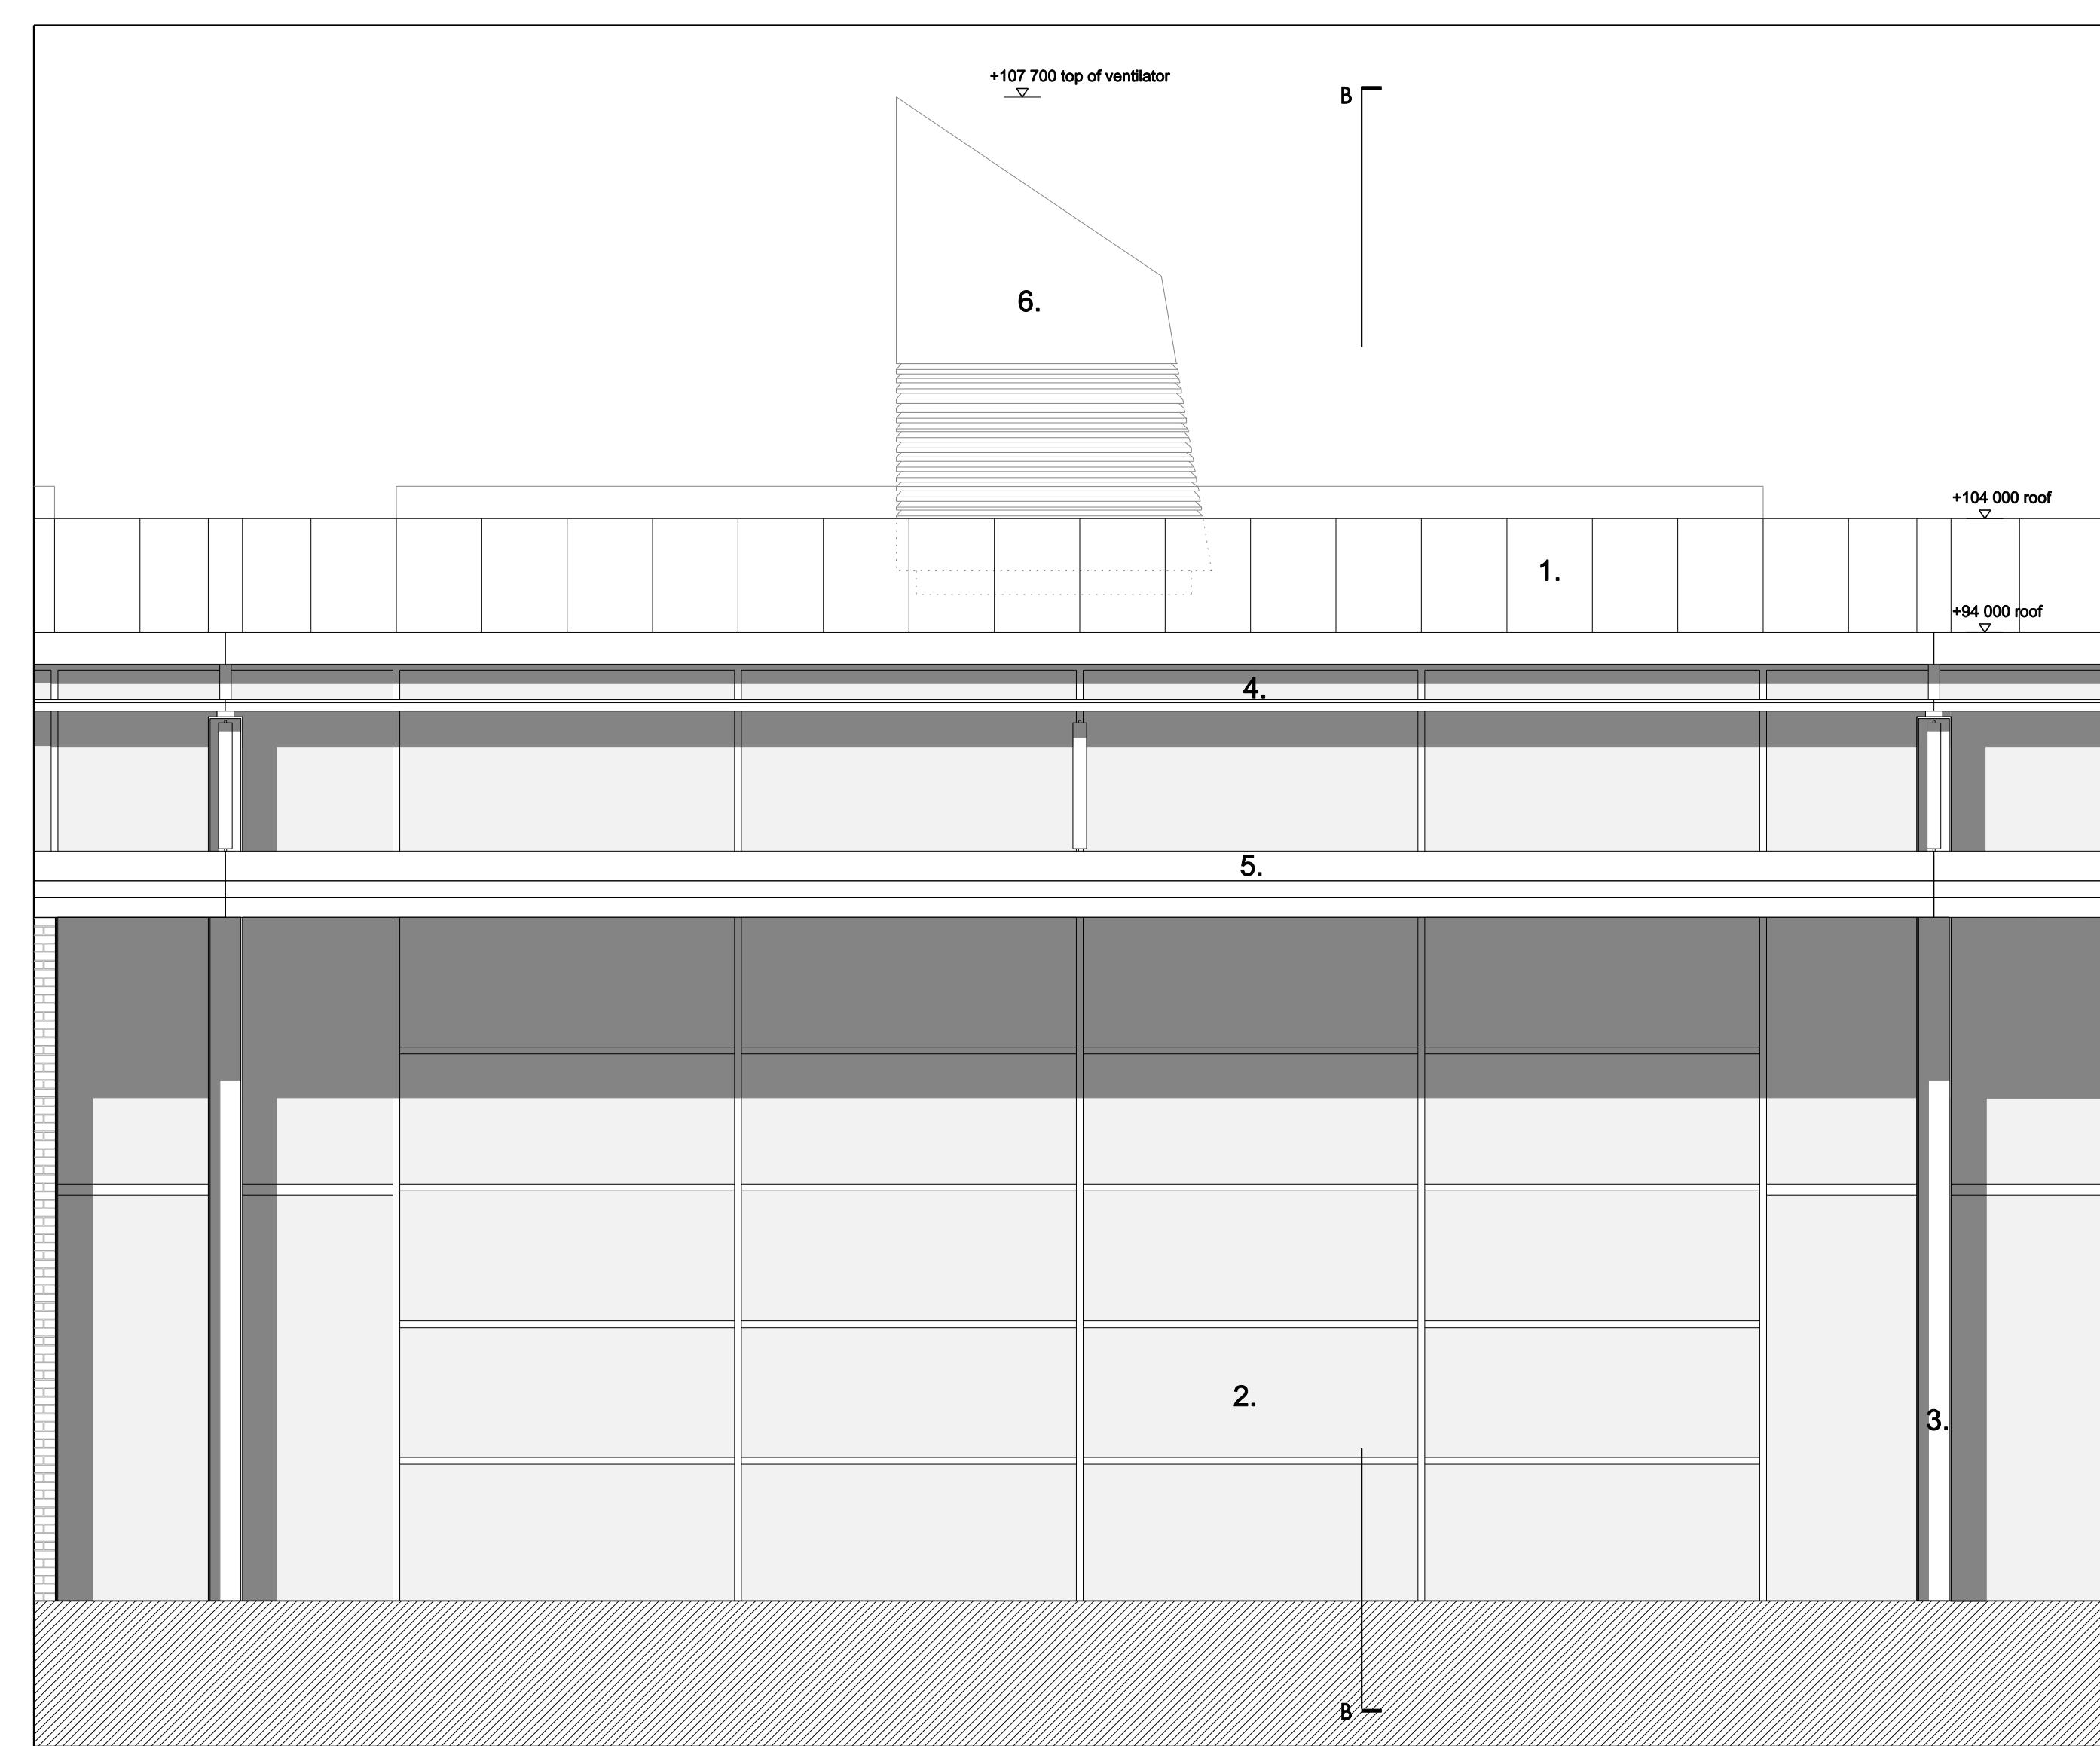 +107 700 top of ventilator
B
6.
+104 000 roof
1.
+94 000 roof
4.
5.
2.
3.
B